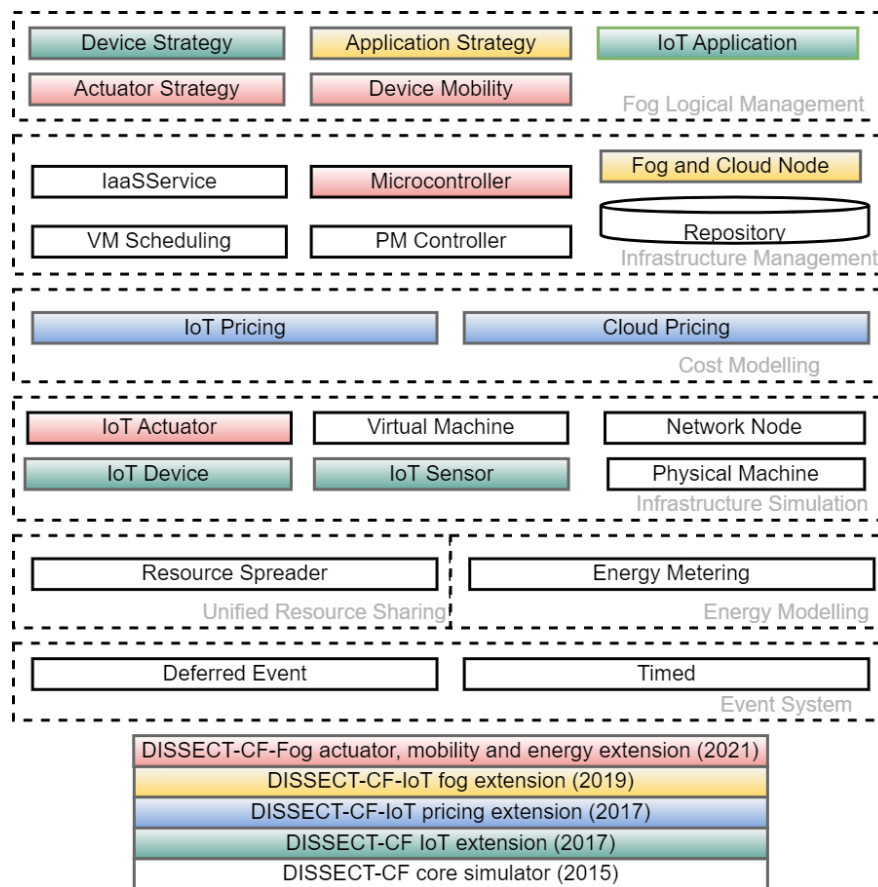 Device Strategy
Application Strategy
IoT Application
Actuator Strategy
Device Mobility
Fog Logical Management
IaaSService
Microcontroller
Fog and Cloud Node
VM Scheduling
PM Controller
Repository
Infrastructure Management
IoT Pricing
Cloud Pricing
Cost Modelling
IoT Actuator
Virtual Machine
Network Node
IoT Device
IoT Sensor
Physical Machine
Infrastructure Simulation
Resource Spreader
Energy Metering
Unified Resource Sharing
Energy Modelling
Deferred Event
Timed
Event System
DISSECT-CF-Fog actuator, mobility and energy extension (2021)
DISSECT-CF-IoT fog extension (2019)
DISSECT-CF-IoT pricing extension (2017)
DISSECT-CF IoT extension (2017)
DISSECT-CF core simulator (2015)